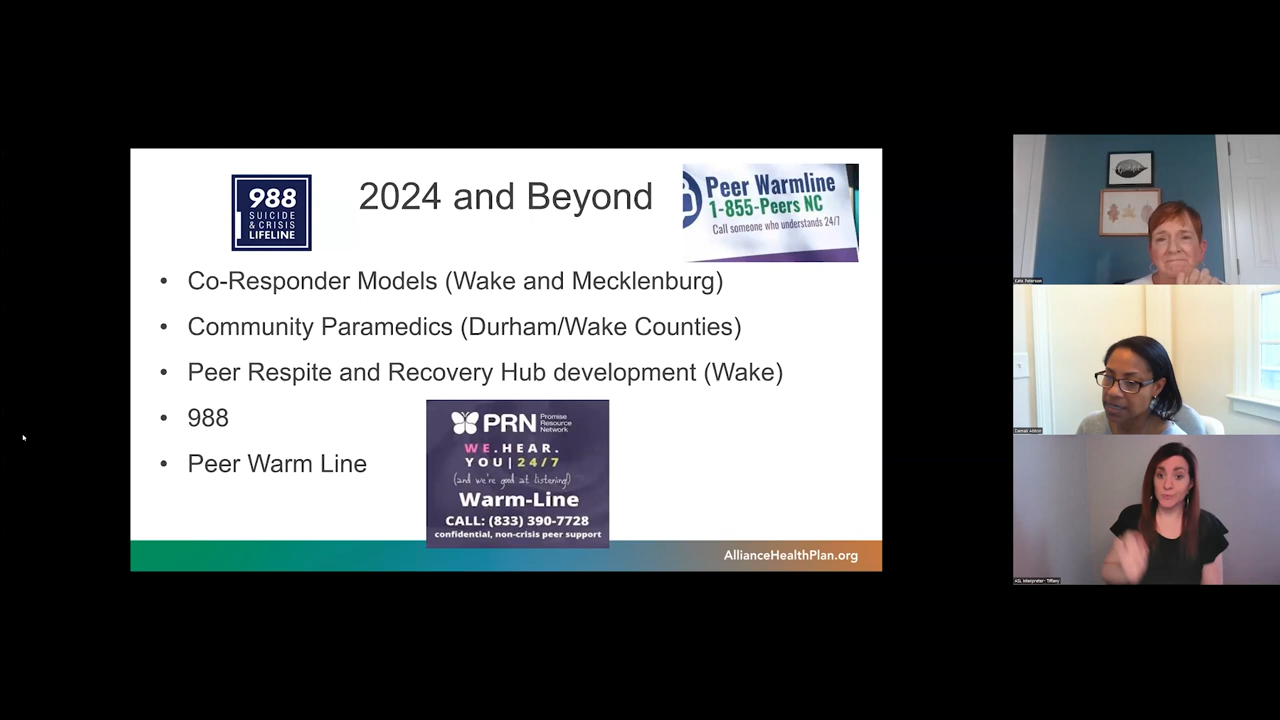 988
SUICIDE
& CRISIS
LIFELINE
2024 and Beyond
Peer Warmline
1-855-Peers NC
Call someone who understands 24/7
• Co-Responder Models (Wake and Mecklenburg)
• Community Paramedics (Durham/Wake Counties)
• Peer Respite and Recovery Hub development (Wake)
• 988
• Peer Warm Line
PRN Promise
Resource
Network
WE.HEAR.
YOU|24/7
(and we're good at listening!)
Warm-Line
CALL: (833) 390-7728
confidential, non-crisis peer support
AllianceHealthPlan.org
ASL Interpreter- Tiffany